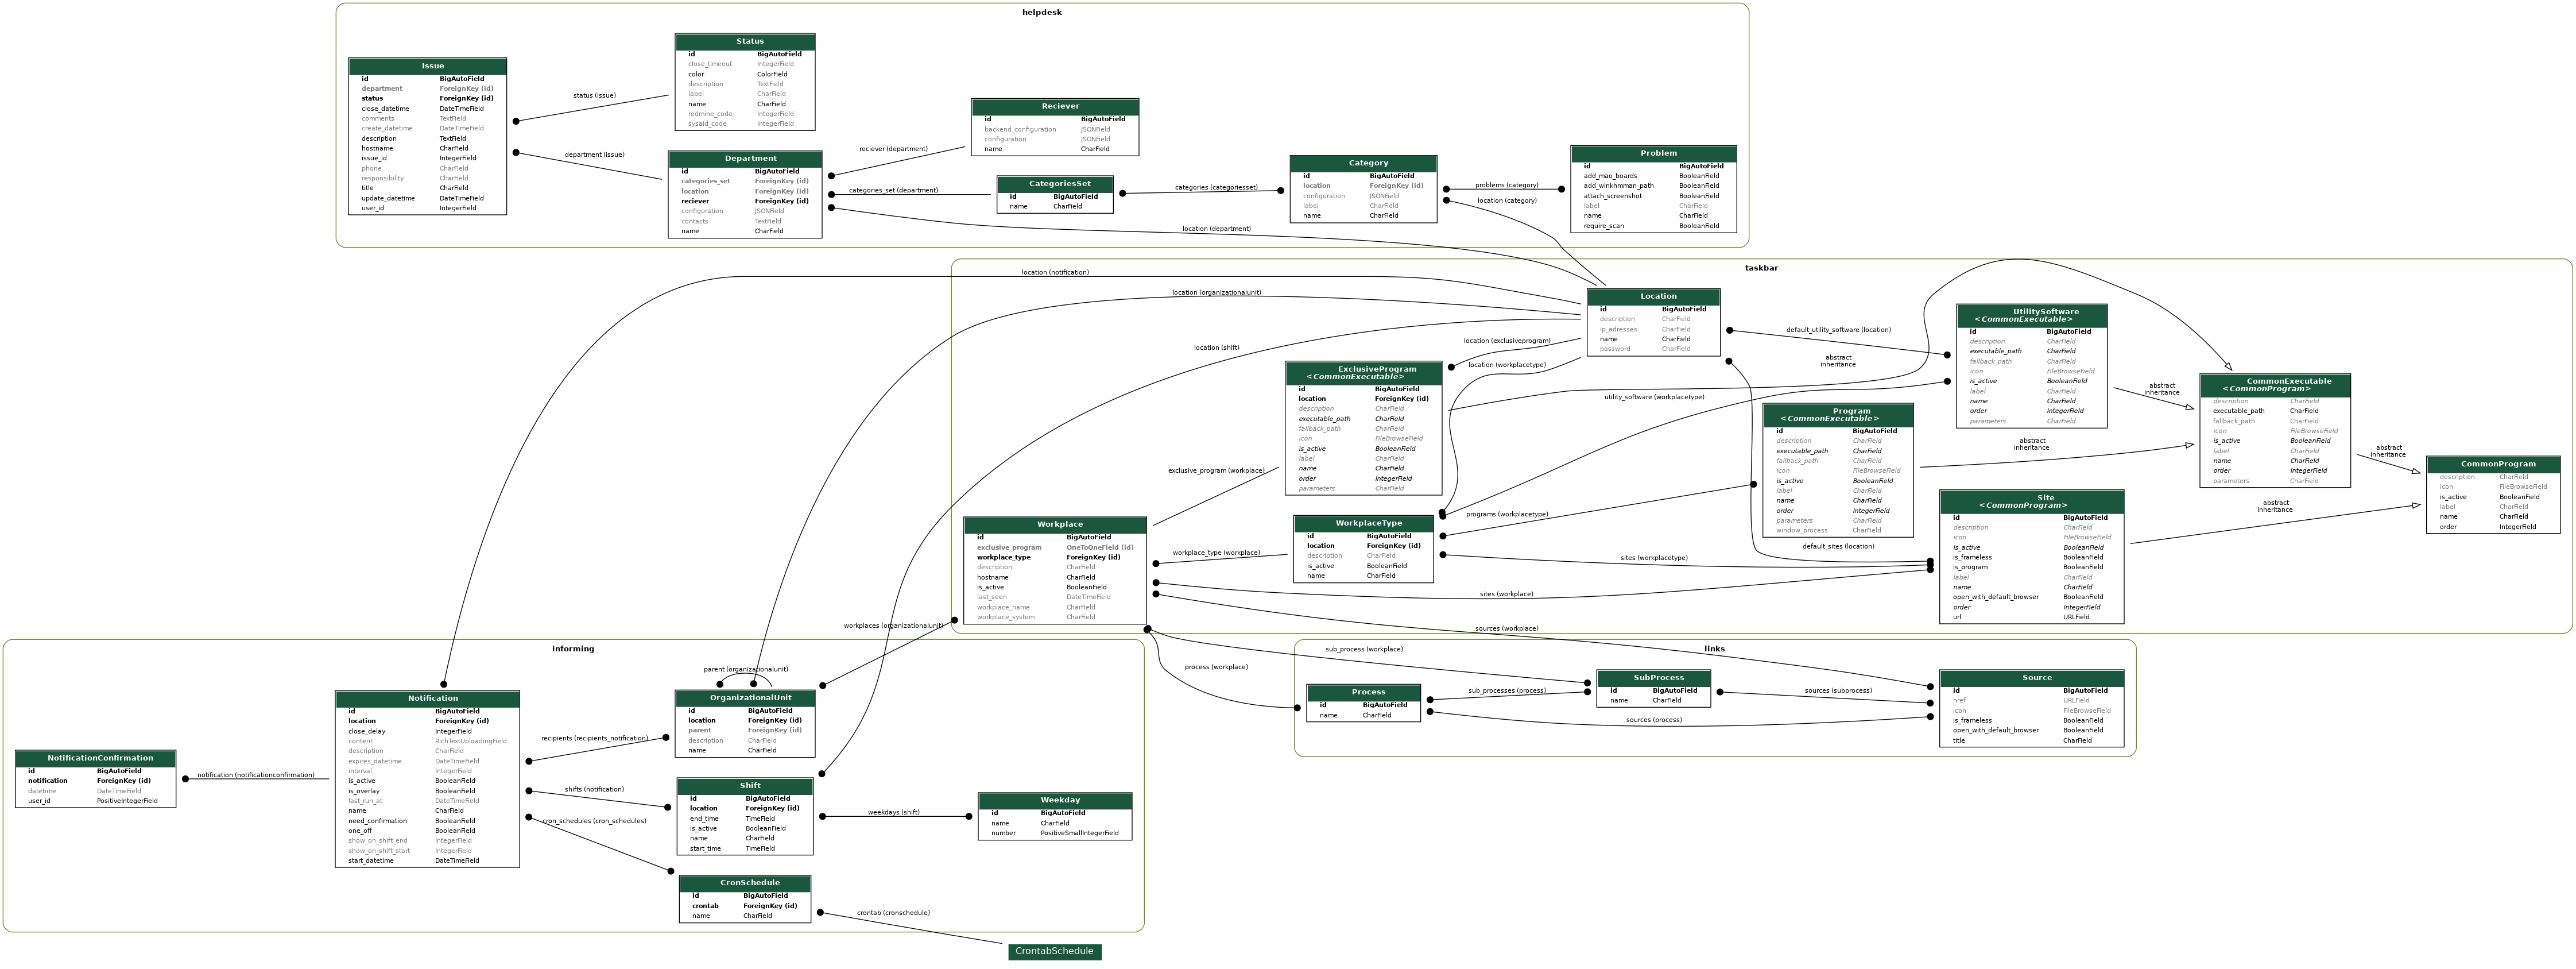 helpdesk
Issue
id BigAutoField
department ForeignKey (id)
status ForeignKey (id)
close_datetime DateTimeField
comments TextField
create_datetime DateTimeField
description TextField
hostname CharField
issue_id IntegerField
phone CharField
responsibility CharField
title CharField
update_datetime DateTimeField
user_id IntegerField
status (issue)
department (issue)
Status
id BigAutoField
close_timeout IntegerField
color ColorField
description TextField
label CharField
name CharField
redmine_code IntegerField
sysaid_code IntegerField
Department
id BigAutoField
categories_set ForeignKey (id)
location ForeignKey (id)
reciever ForeignKey (id)
configuration JSONField
contacts TextField
name CharField
reciever (department)
categories_set (department)
location (department)
Reciever
id BigAutoField
backend_configuration JSONField
configuration JSONField
name CharField
CategoriesSet
id BigAutoField
name CharField
categories (categoriesset)
Category
id BigAutoField
location ForeignKey (id)
configuration JSONField
label CharField
name CharField
problems (category)
location (category)
Problem
id BigAutoField
add_mao_boards BooleanField
add_winkhmman_path BooleanField
attach_screenshot BooleanField
label CharField
name CharField
require_scan BooleanField
taskbar
location (notification)
location (organizationalunit)
location (shift)
Location
id BigAutoField
description CharField
ip_adresses CharField
name CharField
password CharField
location (exclusiveprogram)
location (workplacetype)
default_utility_software (location)
abstract
inheritance
utility_software (workplacetype)
ExclusiveProgram
<CommonExecutable>
id BigAutoField
location ForeignKey (id)
description CharField
executable_path CharField
fallback_path CharField
icon FileBrowseField
is_active BooleanField
label CharField
name CharField
order IntegerField
parameters CharField
exclusive_program (workplace)
UtilitySoftware
<CommonExecutable>
id BigAutoField
description CharField
executable_path CharField
fallback_path CharField
icon FileBrowseField
is_active BooleanField
label CharField
name CharField
order IntegerField
parameters CharField
abstract
inheritance
Program
<CommonExecutable>
id BigAutoField
description CharField
executable_path CharField
fallback_path CharField
icon FileBrowseField
is_active BooleanField
label CharField
name CharField
order IntegerField
parameters CharField
window_process CharField
abstract
inheritance
CommonExecutable
<CommonProgram>
description CharField
executable_path CharField
fallback_path CharField
icon FileBrowseField
is_active BooleanField
label CharField
name CharField
order IntegerField
parameters CharField
abstract
inheritance
CommonProgram
description CharField
icon FileBrowseField
is_active BooleanField
label CharField
name CharField
order IntegerField
Site
<CommonProgram>
id BigAutoField
description CharField
icon FileBrowseField
is_active BooleanField
is_frameless BooleanField
is_program BooleanField
label CharField
name CharField
open_with_default_browser BooleanField
order IntegerField
url URLField
abstract
inheritance
Workplace
id BigAutoField
exclusive_program OneToOneField (id)
workplace_type ForeignKey (id)
description CharField
hostname CharField
is_active BooleanField
last_seen DateTimeField
workplace_name CharField
workplace_system CharField
workplace_type (workplace)
WorkplaceType
id BigAutoField
location ForeignKey (id)
description CharField
is_active BooleanField
name CharField
programs (workplacetype)
default_sites (location)
sites (workplacetype)
sites (workplace)
sources (workplace)
sub_process (workplace)
process (workplace)
workplaces (organizationalunit)
informing
NotificationConfirmation
id BigAutoField
notification ForeignKey (id)
datetime DateTimeField
user_id PositiveIntegerField
notification (notificationconfirmation)
Notification
id BigAutoField
location ForeignKey (id)
close_delay IntegerField
content RichTextUploadingField
description CharField
expires_datetime DateTimeField
interval IntegerField
is_active BooleanField
is_overlay BooleanField
last_run_at DateTimeField
name CharField
need_confirmation BooleanField
one_off BooleanField
show_on_shift_end IntegerField
show_on_shift_start IntegerField
start_datetime DateTimeField
recipients (recipients_notification)
shifts (notification)
cron_schedules (cron_schedules)
parent (organizationalunit)
OrganizationalUnit
id BigAutoField
location ForeignKey (id)
parent ForeignKey (id)
description CharField
name CharField
Shift
id BigAutoField
location ForeignKey (id)
end_time TimeField
is_active BooleanField
name CharField
start_time TimeField
weekdays (shift)
Weekday
id BigAutoField
name CharField
number PositiveSmallIntegerField
CronSchedule
id BigAutoField
crontab ForeignKey (id)
name CharField
crontab (cronschedule)
CrontabSchedule
links
Process
id BigAutoField
name CharField
sub_processes (process)
sources (process)
SubProcess
id BigAutoField
name CharField
sources (subprocess)
Source
id BigAutoField
href URLField
icon FileBrowseField
is_frameless BooleanField
open_with_default_browser BooleanField
title CharField